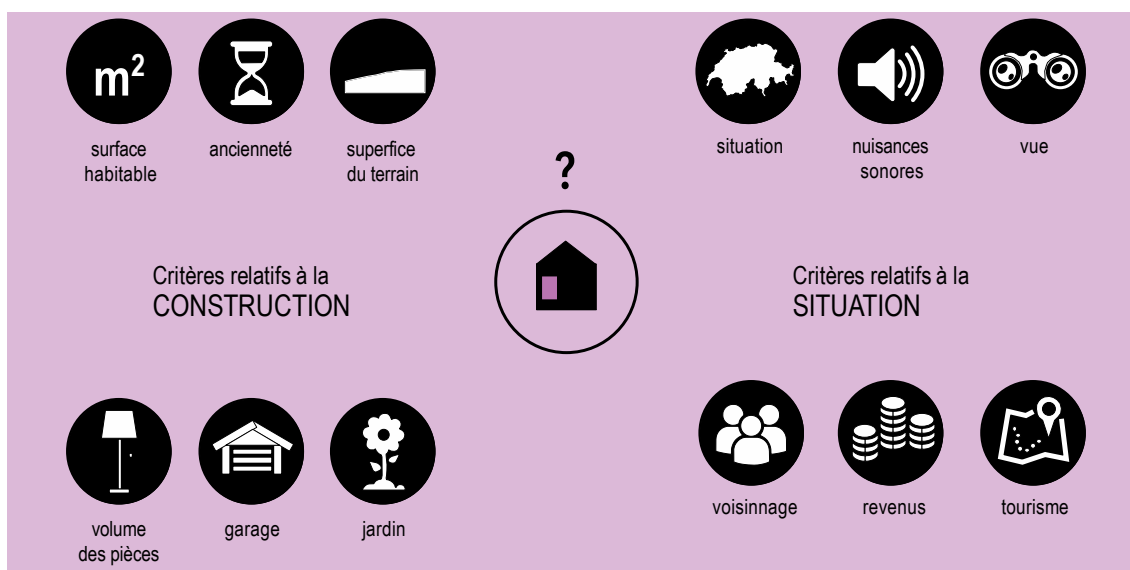 m²
surface
habitable
ancienneté
superfice
du terrain
situation
nuisances
sonores
vue
?
Critères relatifs à la
CONSTRUCTION
Critères relatifs à la
SITUATION
volume
des pièces
garage
jardin
voisinnage
revenus
tourisme